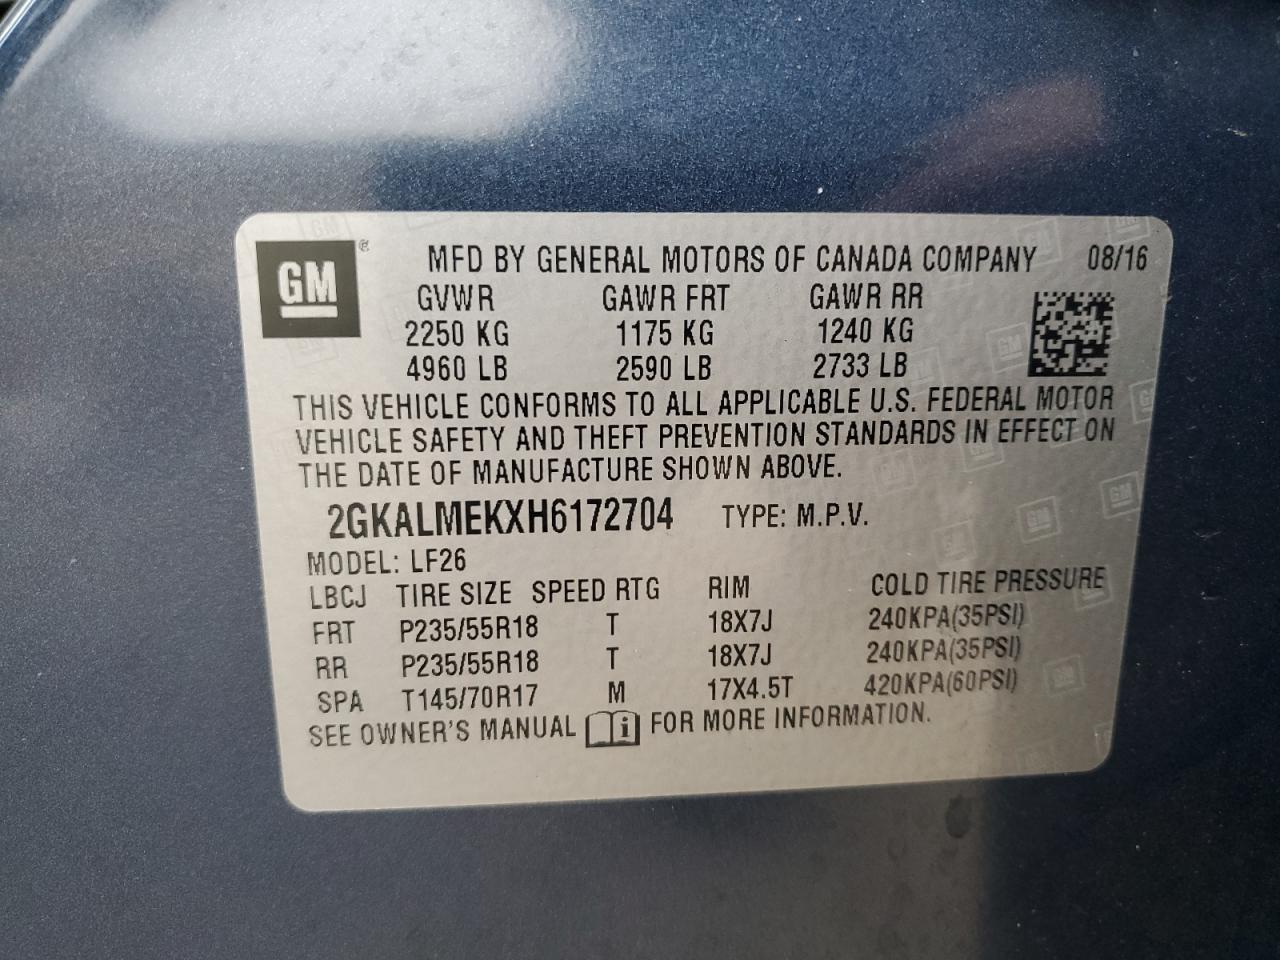 GM ® MFD BY GENERAL MOTORS OF CANADA COMPANY 08/16
GVWR GAWR FRT GAWR RR
2250 KG 1175 KG 1240 KG
4960 LB 2590 LB 2733 LB
THIS VEHICLE CONFORMS TO ALL APPLICABLE U.S. FEDERAL MOTOR
VEHICLE SAFETY AND THEFT PREVENTION STANDARDS IN EFFECT ON
THE DATE OF MANUFACTURE SHOWN ABOVE.
2GKALMEKXH6172704 TYPE: M.P.V.
MODEL: LF26
LBCJ TIRE SIZE SPEED RTG RIM COLD TIRE PRESSURE
FRT P235/55R18 T 18X7J 240KPA(35PSI)
RR P235/55R18 T 18X7J 240KPA(35PSI)
SPA T145/70R17 M 17X4.5T 420KPA(60PSI)
SEE OWNER'S MANUAL i FOR MORE INFORMATION.